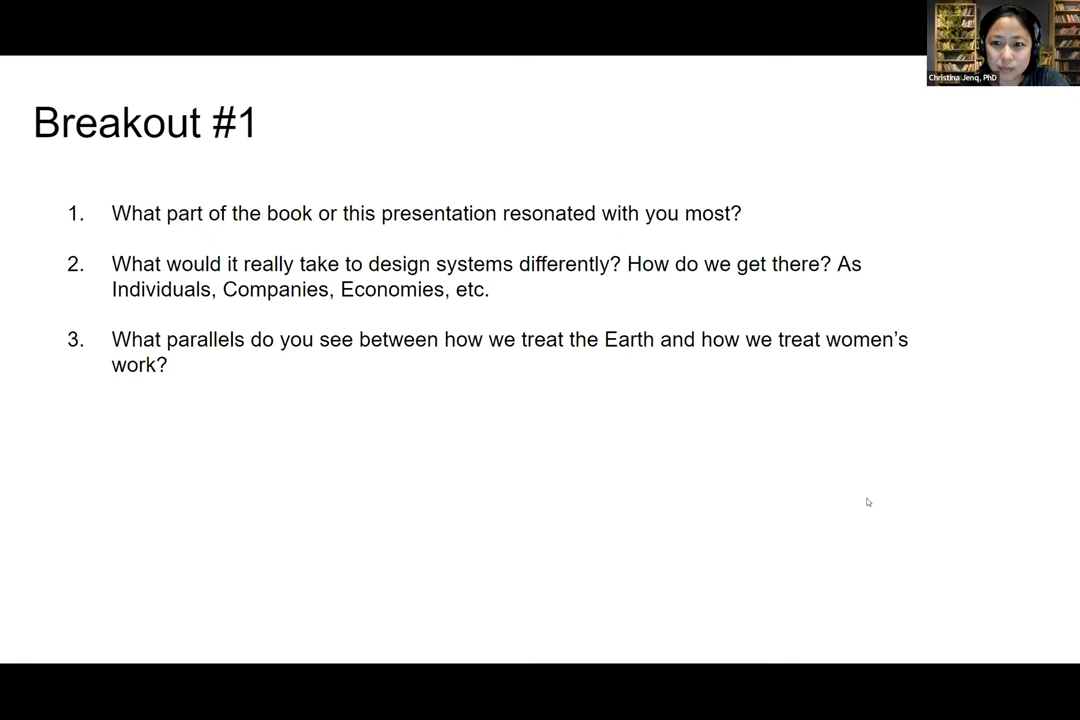 Christina Jenq, PhD
Breakout #1
1. What part of the book or this presentation resonated with you most?
2. What would it really take to design systems differently? How do we get there? As
Individuals, Companies, Economies, etc.
3. What parallels do you see between how we treat the Earth and how we treat women’s
work?